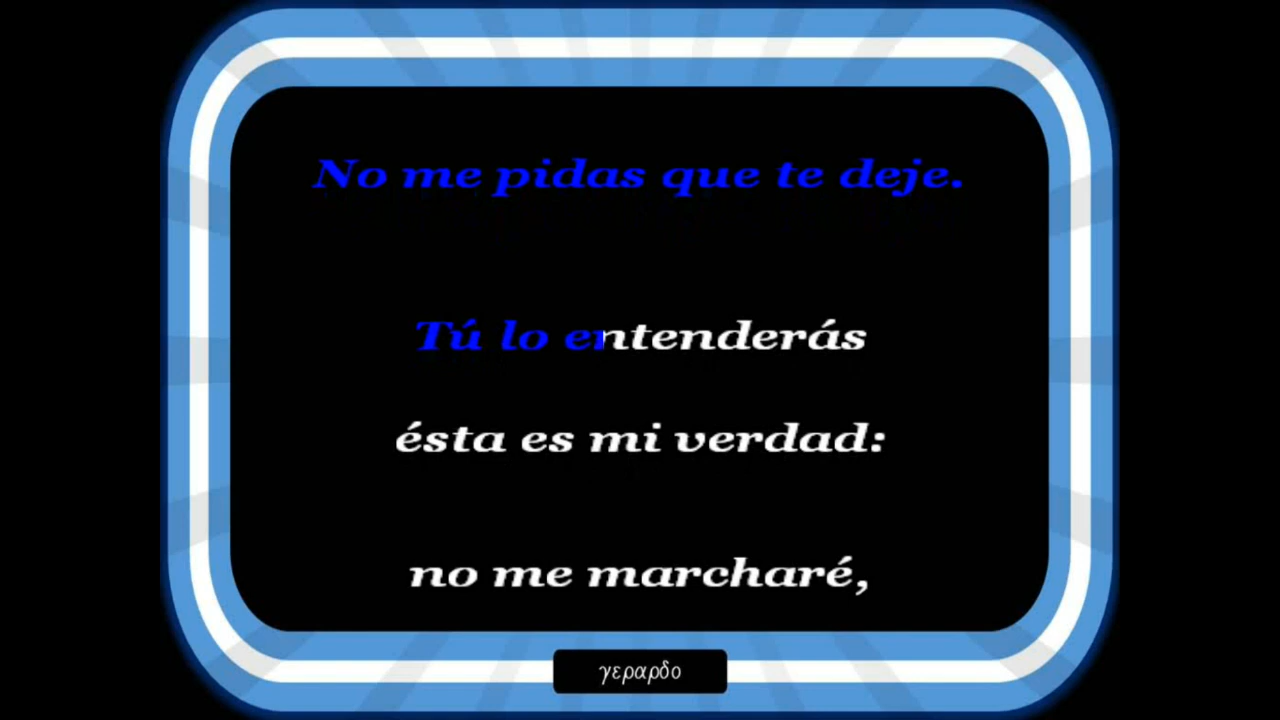 No me pidas que te deje.
Tú lo entenderás
ésta es mi verdad:
no me marcharé,
γεραρδο